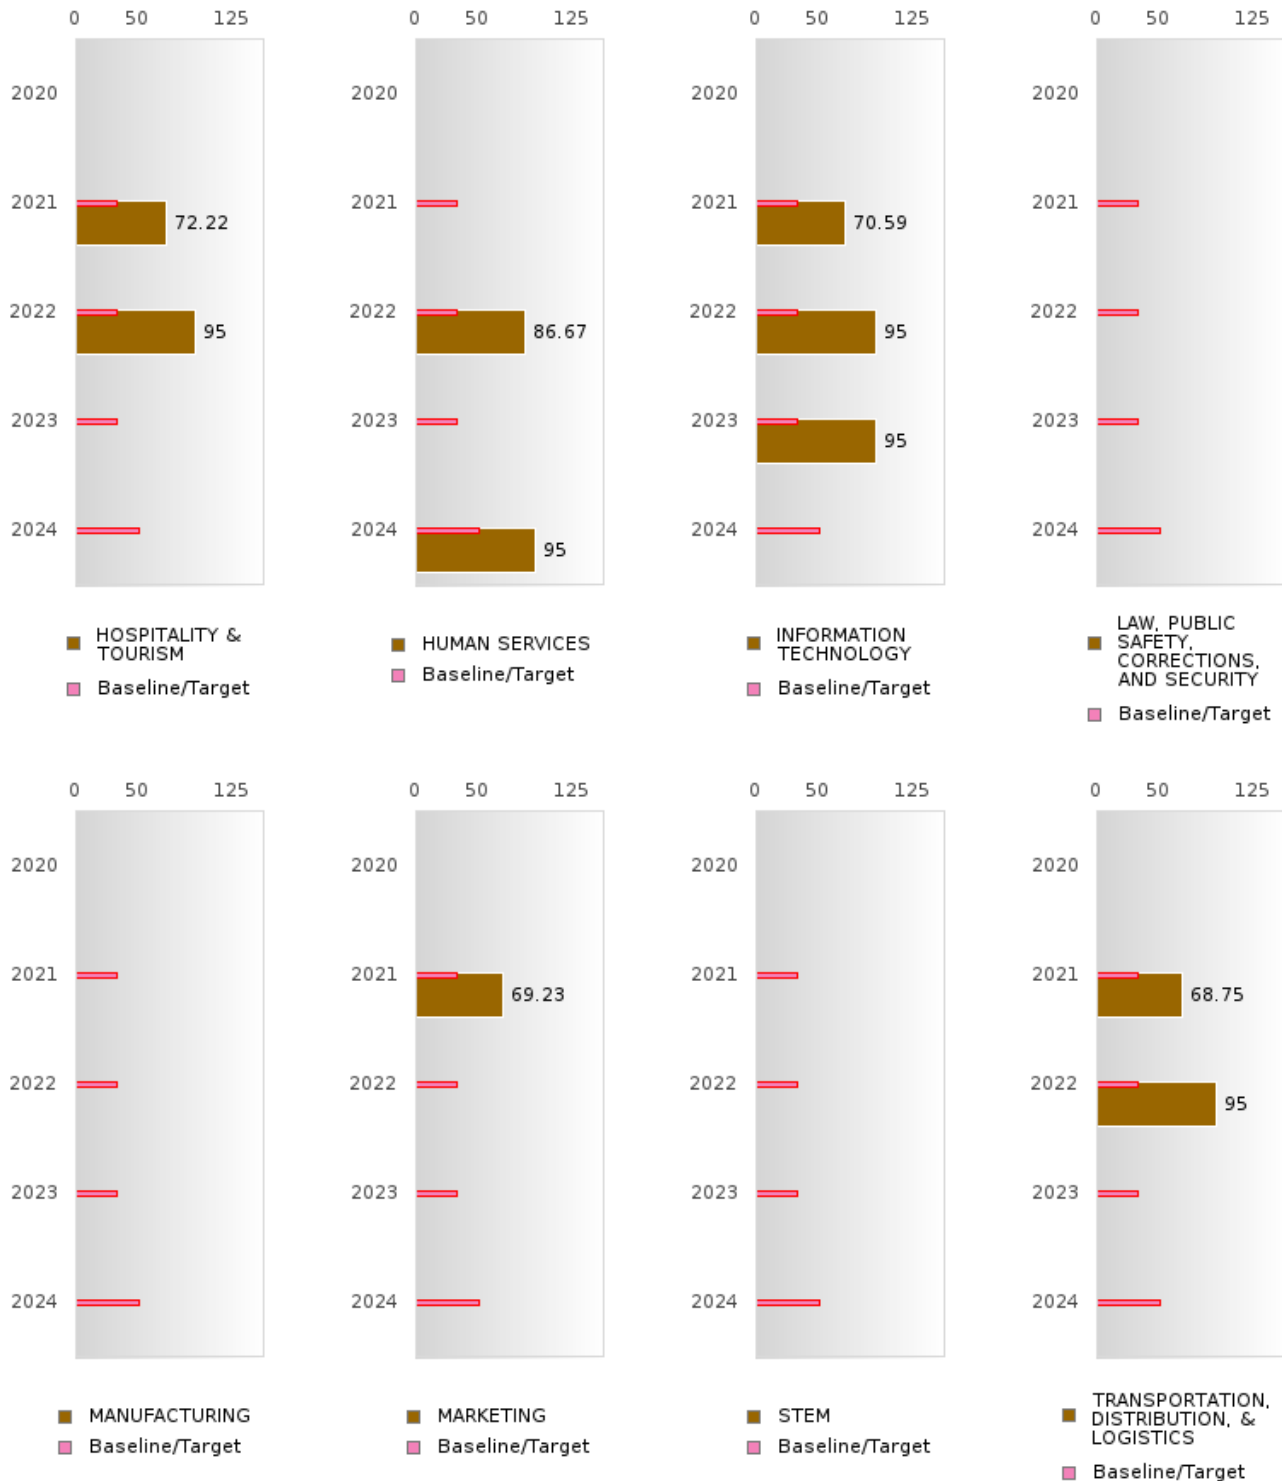 0 50 125 0 50 125 0 50 125 0 50 125
2020 2020 2020 2020
2021 2021 2021 2021
72.22 70.59
2022 2022 2022 2022
95 86.67 95
2023 2023 2023 2023
95
2024 2024 2024 2024
95
HOSPITALITY &
TOURISM
Baseline/Target
HUMAN SERVICES
Baseline/Target
INFORMATION
TECHNOLOGY
Baseline/Target
LAW, PUBLIC
SAFETY,
CORRECTIONS,
AND SECURITY
Baseline/Target
0 50 125 0 50 125 0 50 125 0 50 125
2020 2020 2020 2020
2021 2021 2021 2021
69.23 68.75
2022 2022 2022 2022
95
2023 2023 2023 2023
2024 2024 2024 2024
MANUFACTURING
Baseline/Target
MARKETING
Baseline/Target
STEM
Baseline/Target
TRANSPORTATION,
DISTRIBUTION, &
LOGISTICS
Baseline/Target